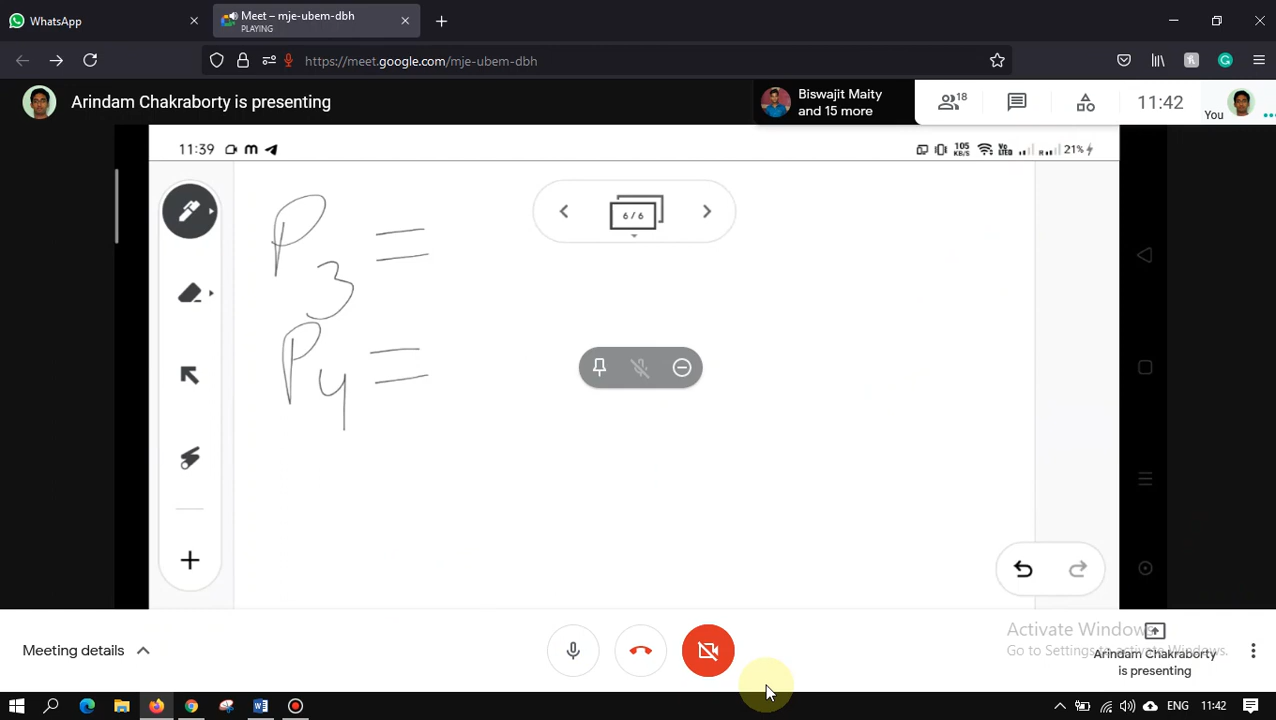 WhatsApp
Meet – mje-ubem-dbh
PLAYING
https://meet.google.com/mje-ubem-dbh
Arindam Chakraborty is presenting
Biswajit Maity
and 15 more
18
11:42
You
11:39
105
KB/S
Vo
LTE
21%
6 / 6
P3 =
P4 =
Meeting details
Activate Windows
Go to Settings to activate Windows.
Arindam Chakraborty
is presenting
ENG
11:42